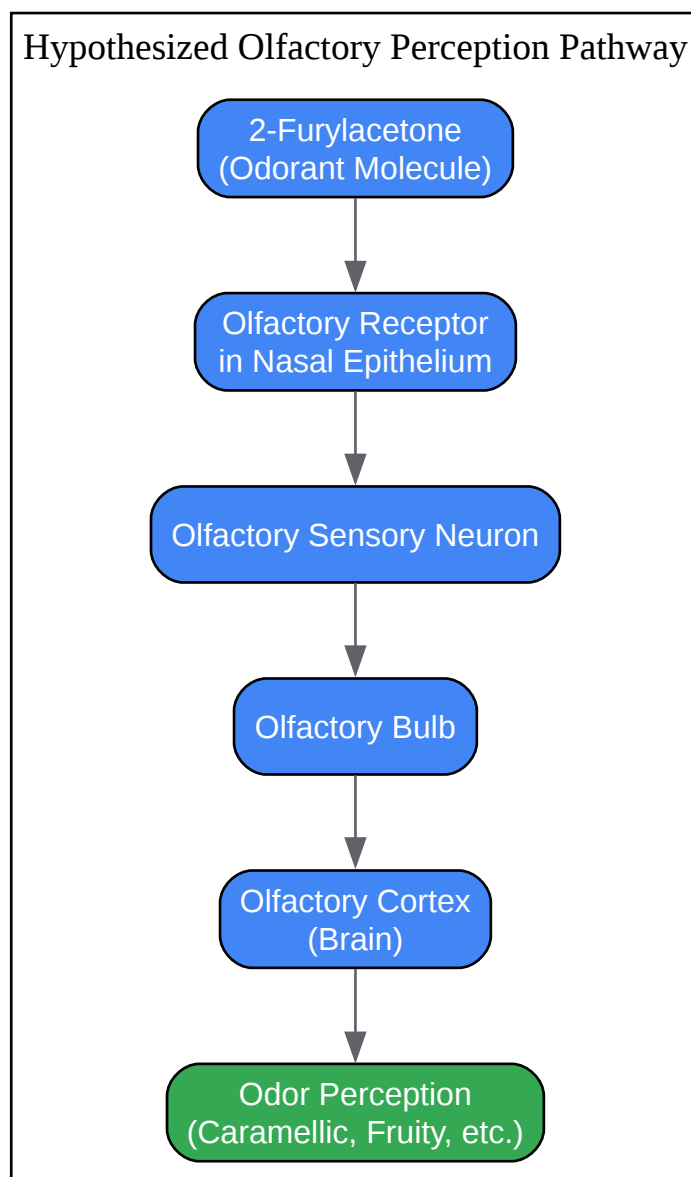 Hypothesized Olfactory Perception Pathway
2-Furylacetone
(Odorant Molecule)
Olfactory Receptor
in Nasal Epithelium
Olfactory Sensory Neuron
Olfactory Bulb
Olfactory Cortex
(Brain)
Odor Perception
(Caramellic, Fruity, etc.)